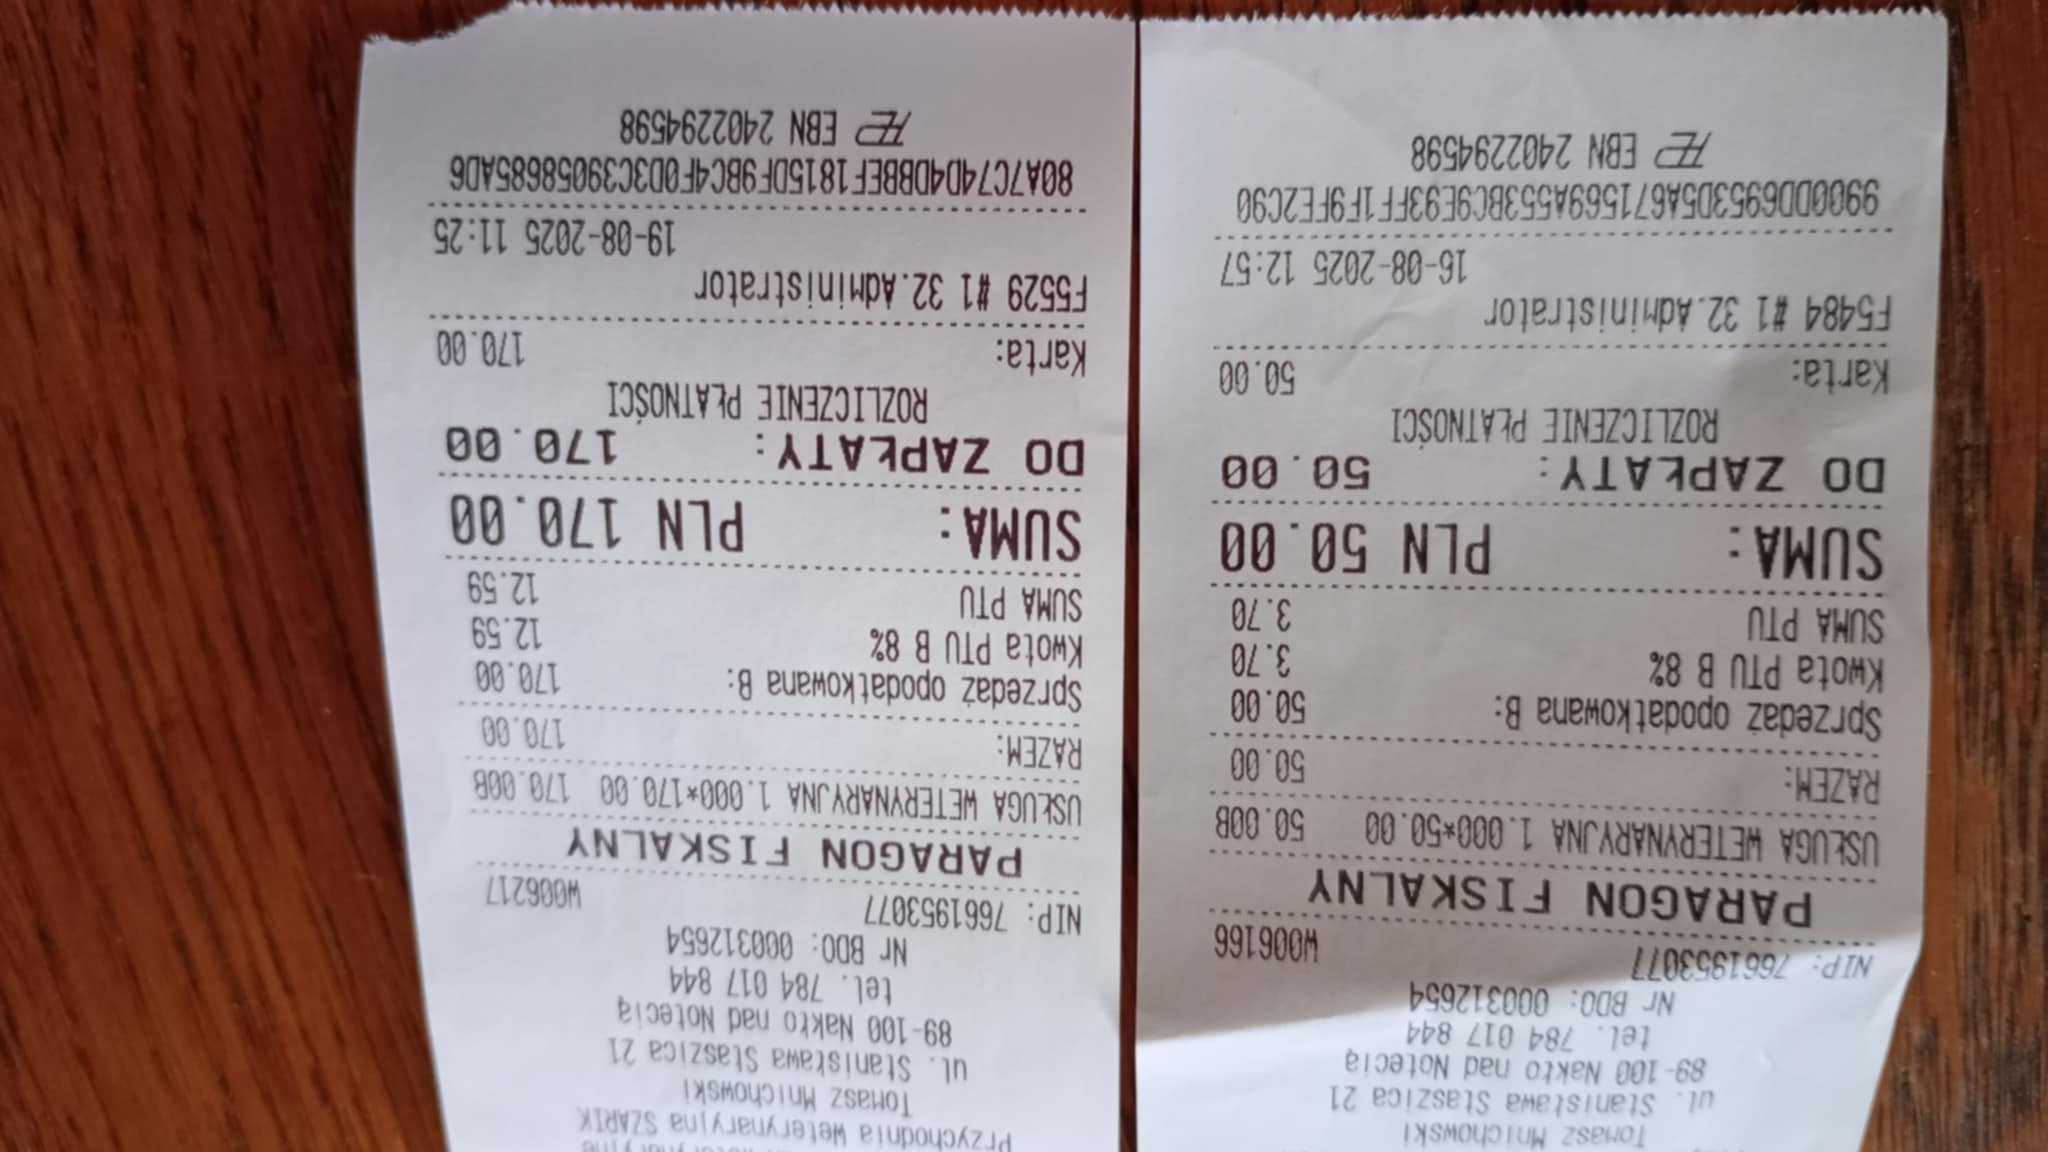 Tomasz Mnichowski
ul. Stanisława Staszica 21
89-100 Nakło nad Notecią
tel. 784 017 844
Nr BDO: 000312654
NIP: 7661953077 W006166
PARAGON FISKALNY
USŁUGA WETERYNARYJNA 1.000*50.00 50.00B
RAZEM: 50.00
Sprzedaż opodatkowana B: 50.00
Kwota PTU B 8% 3.70
SUMA PTU 3.70
SUMA: PLN 50.00
DO ZAPŁATY: 50.00
ROZLICZENIE PŁATNOŚCI
Karta: 50.00
F5484 #1 32.Administrator
16-08-2025 12:57
9900DD6953D5A671569A553BC9E93FF1F9FE2C90
EBN 2402294598
Przychodnia Weterynaryjna SZARIK
Tomasz Mnichowski
ul. Stanisława Staszica 21
89-100 Nakło nad Notecią
tel. 784 017 844
Nr BDO: 000312654
NIP: 7661953077 W006217
PARAGON FISKALNY
USŁUGA WETERYNARYJNA 1.000*170.00 170.00B
RAZEM: 170.00
Sprzedaż opodatkowana B: 170.00
Kwota PTU B 8% 12.59
SUMA PTU 12.59
SUMA: PLN 170.00
DO ZAPŁATY: 170.00
ROZLICZENIE PŁATNOŚCI
Karta: 170.00
F5529 #1 32.Administrator
19-08-2025 11:25
80A7C74D4DBBEF1815DF9BC4F0D3C39058685AD6
EBN 2402294598